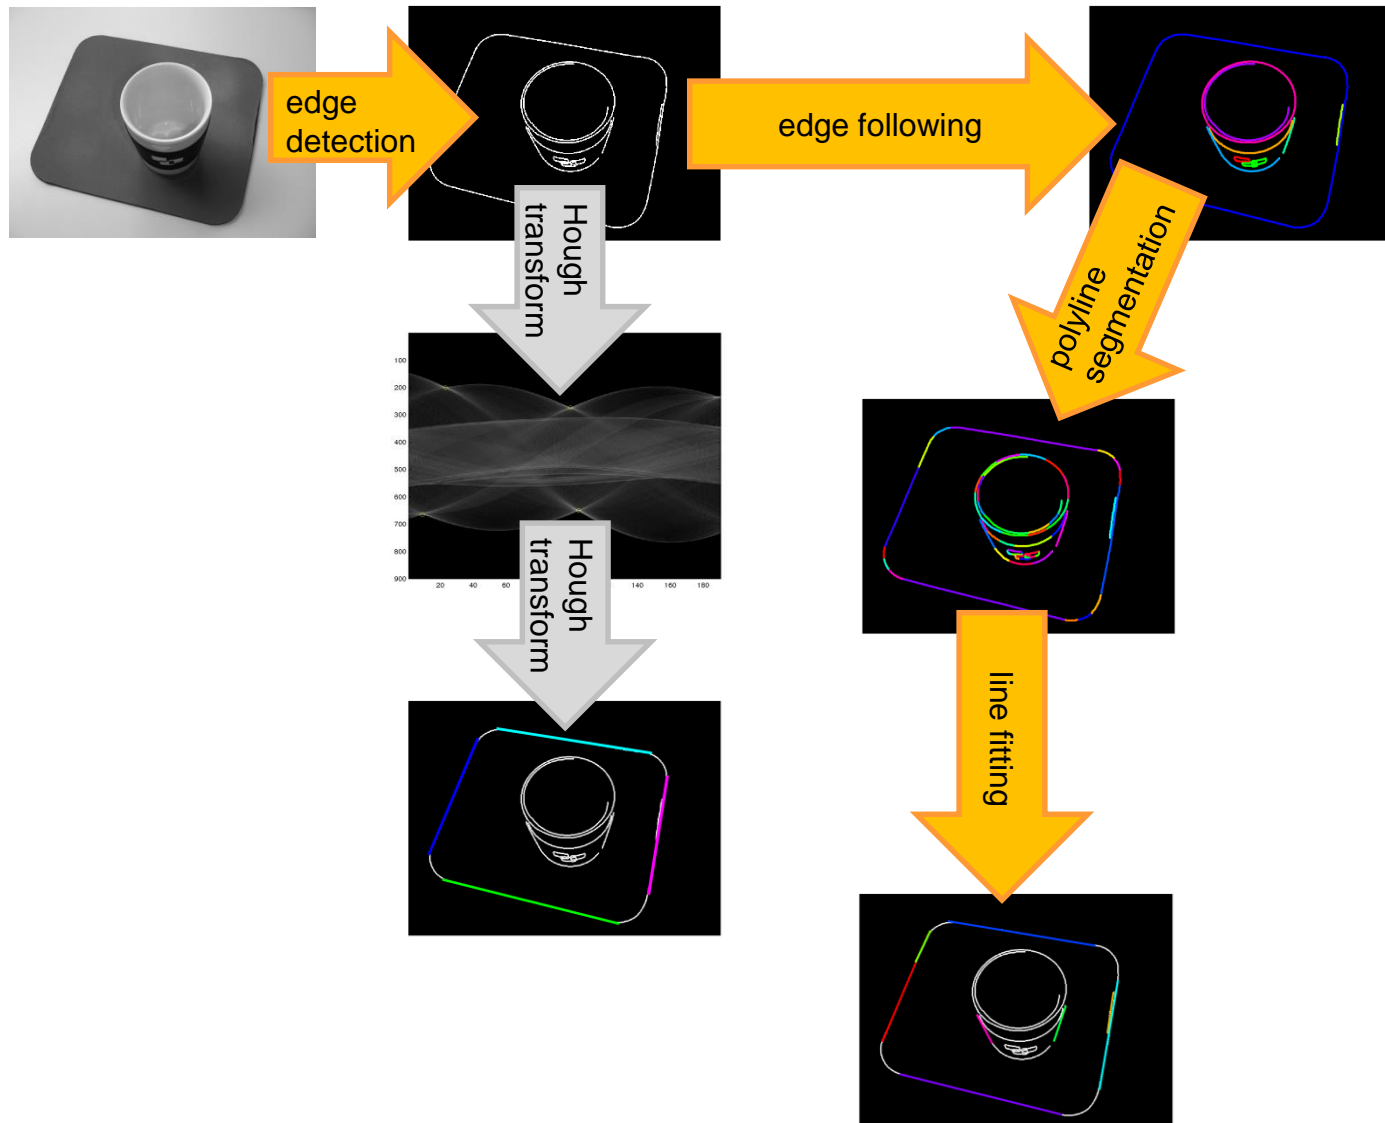 edge
detection
edge following
Hough
transform
polyline
segmentation
100
200
300
400
500
600
700
800
900
20
40
60
140
160
180
Hough
transform
line fitting